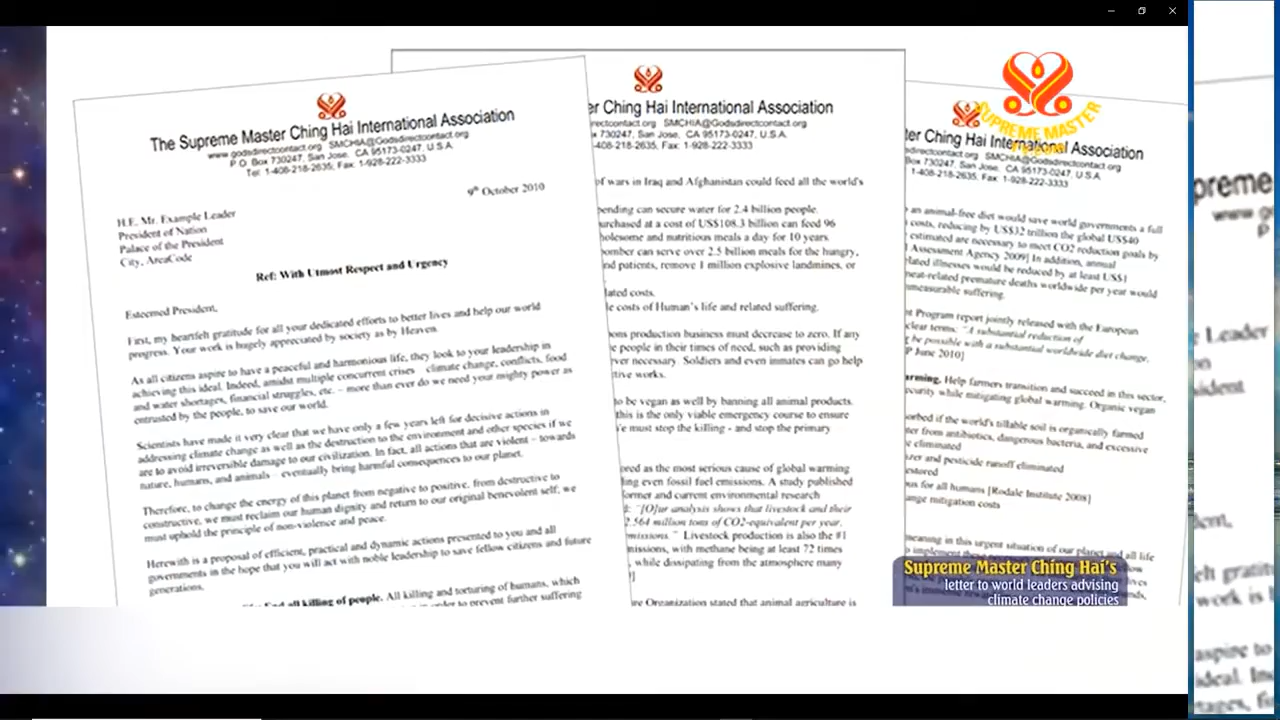 The Supreme Master Ching Hai International Association
www.godsdirectcontact.org SMCHIA@Godsdirectcontact.org
P O Box 730247, San Jose, CA 95173-0247, U.S.A.
Tel: 1-408-218-2635; Fax: 1-928-222-3333
9th October 2010
H.E. Mr. Example Leader
President of Nation
Palace of the President
City, AreaCode
Ref: With Utmost Respect and Urgency
Esteemed President,
First, my heartfelt gratitude for all your dedicated efforts to better lives and help our world
progress. Your work is hugely appreciated by society as by Heaven.
As all citizens aspire to have a peaceful and harmonious life, they look to your leadership in
achieving this ideal. Indeed, amidst multiple concurrent crises climate change, conflicts, food
and water shortages, financial struggles, etc. – more than ever do we need your mighty power as
entrusted by the people, to save our world.
Scientists have made it very clear that we have only a few years left for decisive actions in
addressing climate change as well as the destruction to the environment and other species if we
are to avoid irreversible damage to our civilization. In fact, all actions that are violent – towards
nature, humans, and animals – eventually bring harmful consequences to our planet.
Therefore, to change the energy of this planet from negative to positive, from destructive to
constructive, we must reclaim our human dignity and return to our original benevolent self; we
must uphold the principle of non-violence and peace.
Herewith is a proposal of efficient, practical and dynamic actions presented to you and all
governments in the hope that you will act with noble leadership to save fellow citizens and future
generations.
End all killing of people. All killing and torturing of humans, which
to prevent further suffering
er Ching Hai International Association
rectcontact.org SMCHIA@Godsdirectcontact.org
x 730247, San Jose, CA 95173-0247, U.S.A.
-408-218-2635, Fax: 1-928-222-3333
of wars in Iraq and Afghanistan could feed all the world's
pending can secure water for 2.4 billion people.
urchased at a cost of US$108.3 billion can feed 96
holesome and nutritious meals a day for 10 years.
omber can serve over 2.5 billion meals for the hungry,
nd patients, remove 1 million explosive landmines, or
lated costs.
e costs of Human's life and related suffering.
ons production business must decrease to zero. If any
e people in their times of need, such as providing
ver necessary. Soldiers and even inmates can go help
tive works.
to be vegan as well by banning all animal products.
this is the only viable emergency course to ensure
e must stop the killing - and stop the primary
ored as the most serious cause of global warming
ding even fossil fuel emissions. A study published
ormer and current environmental research
d: "[O]ur analysis shows that livestock and their
2,564 million tons of CO2-equivalent per year,
missions." Livestock production is also the #1
missions, with methane being at least 72 times
, while dissipating from the atmosphere many
re Organization stated that animal agriculture is
ter Ching Hai International Association
directcontact.org SMCHIA@Godsdirectcontact.org
Box 730247, San Jose, CA 95173-0247, U.S.A.
-408-218-2635, Fax: 1-928-222-3333
an animal-free diet would save world governments a full
costs, reducing by US$32 trillion the global US$40
estimated are necessary to meet CO2 reduction goals by
Assessment Agency 2009] In addition, annual
lated illnesses would be reduced by at least US$1
heat-related premature deaths worldwide per year would
measurable suffering.
t Program report jointly released with the European
clear terms: "A substantial reduction of
be possible with a substantial worldwide diet change,
June 2010]
arming. Help farmers transition and succeed in this sector,
curity while mitigating global warming. Organic vegan
orbed if the world's tillable soil is organically farmed
ter from antibiotics, dangerous bacteria, and excessive
e eliminated
zer and pesticide runoff eliminated
estored
ous for all humans [Rodale Institute 2008]
ange mitigation costs
meaning in this urgent situation of our planet and all life
SUPREME MASTER
Supreme Master Ching Hai's
letter to world leaders advising
climate change policies
preme
www.g
P
e Leader
sident
dent,
elt gratitu
work is h
aspire to
ideal. Ind